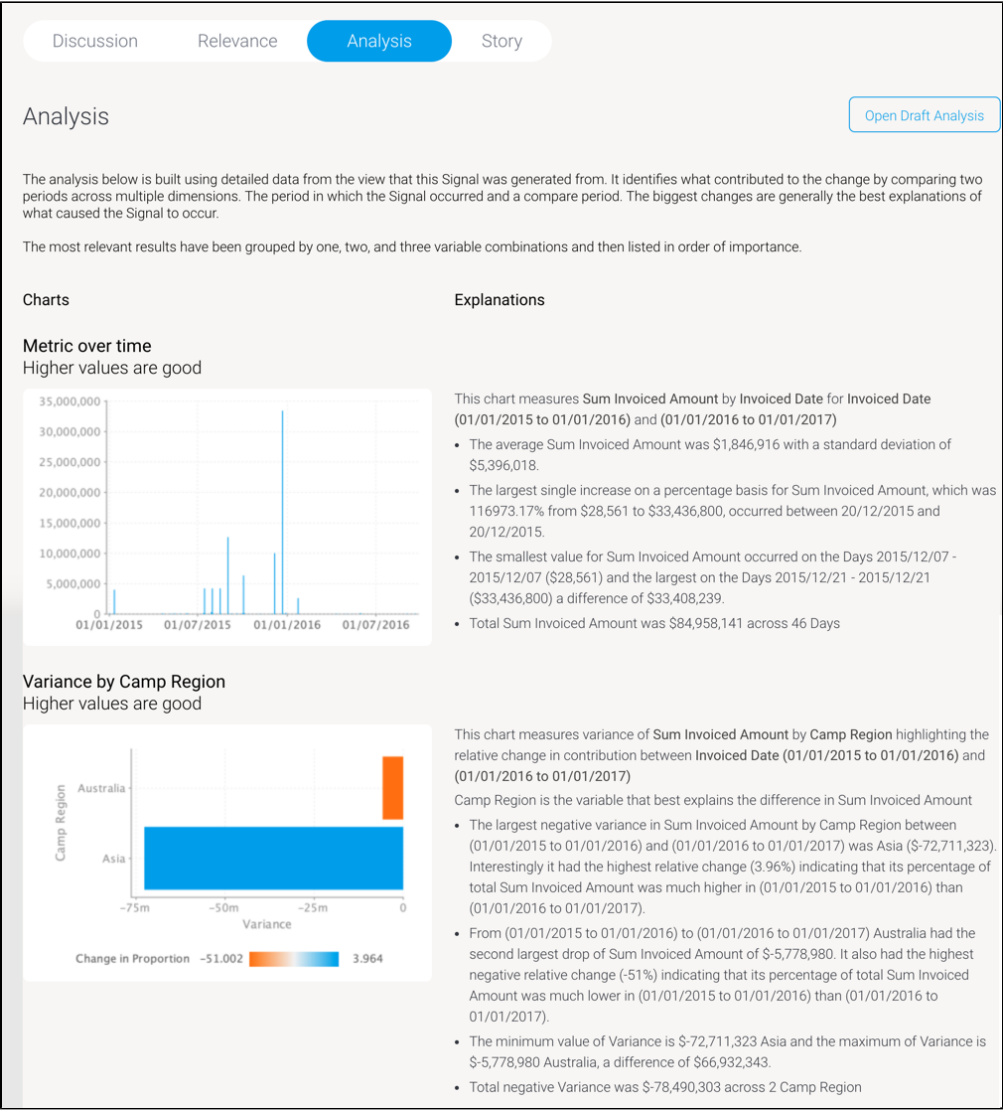 Discussion
Relevance
Analysis
Story
Analysis
Open Draft Analysis
The analysis below is built using detailed data from the view that this Signal was generated from. It identifies what contributed to the change by comparing two
periods across multiple dimensions. The period in which the Signal occurred and a compare period. The biggest changes are generally the best explanations of
what caused the Signal to occur.
The most relevant results have been grouped by one, two, and three variable combinations and then listed in order of importance.
Charts
Explanations
Metric over time
Higher values are good
35,000,000
30,000,000
25,000,000
20,000,000
15,000,000
10,000,000
5,000,000
0
01/01/2015 01/07/2015 01/01/2016 01/07/2016
This chart measures Sum Invoiced Amount by Invoiced Date for Invoiced Date
(01/01/2015 to 01/01/2016) and (01/01/2016 to 01/01/2017)
• The average Sum Invoiced Amount was $1,846,916 with a standard deviation of
$5,396,018.
• The largest single increase on a percentage basis for Sum Invoiced Amount, which was
116973.17% from $28,561 to $33,436,800, occurred between 20/12/2015 and
20/12/2015.
• The smallest value for Sum Invoiced Amount occurred on the Days 2015/12/07 -
2015/12/07 ($28,561) and the largest on the Days 2015/12/21 - 2015/12/21
($33,436,800) a difference of $33,408,239.
• Total Sum Invoiced Amount was $84,958,141 across 46 Days
Variance by Camp Region
Higher values are good
Camp Region
Australia
Asia
-75m -50m -25m 0
Variance
Change in Proportion -51.002 3.964
This chart measures variance of Sum Invoiced Amount by Camp Region highlighting the
relative change in contribution between Invoiced Date (01/01/2015 to 01/01/2016) and
(01/01/2016 to 01/01/2017)
Camp Region is the variable that best explains the difference in Sum Invoiced Amount
• The largest negative variance in Sum Invoiced Amount by Camp Region between
(01/01/2015 to 01/01/2016) and (01/01/2016 to 01/01/2017) was Asia ($-72,711,323).
Interestingly it had the highest relative change (3.96%) indicating that its percentage of
total Sum Invoiced Amount was much higher in (01/01/2015 to 01/01/2016) than
(01/01/2016 to 01/01/2017).
• From (01/01/2015 to 01/01/2016) to (01/01/2016 to 01/01/2017) Australia had the
second largest drop of Sum Invoiced Amount of $-5,778,980. It also had the highest
negative relative change (-51%) indicating that its percentage of total Sum Invoiced
Amount was much lower in (01/01/2015 to 01/01/2016) than (01/01/2016 to
01/01/2017).
• The minimum value of Variance is $-72,711,323 Asia and the maximum of Variance is
$-5,778,980 Australia, a difference of $66,932,343.
• Total negative Variance was $-78,490,303 across 2 Camp Region